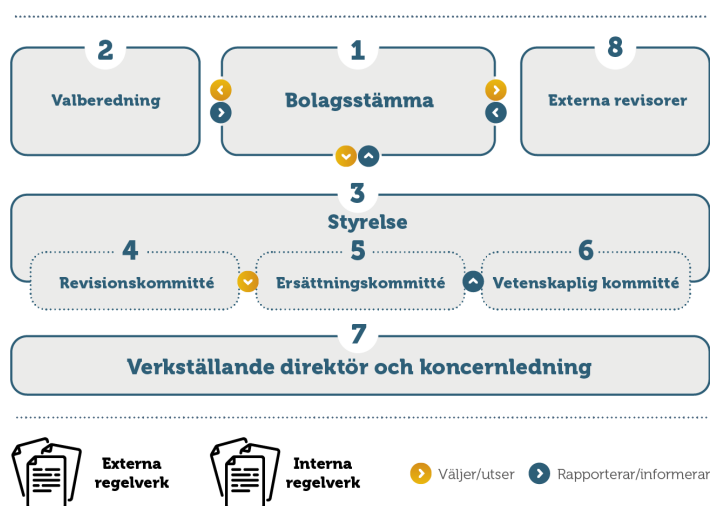 2
1
8
Valberedning
Bolagsstämma
Externa revisorer
3
Styrelse
4
5
6
Revisionskommitté
Ersättningskommitté
Vetenskaplig kommitté
7
Verkställande direktör och koncernledning
Externa
regelverk
Interna
regelverk
Väljer/utser
Rapporterar/informerar